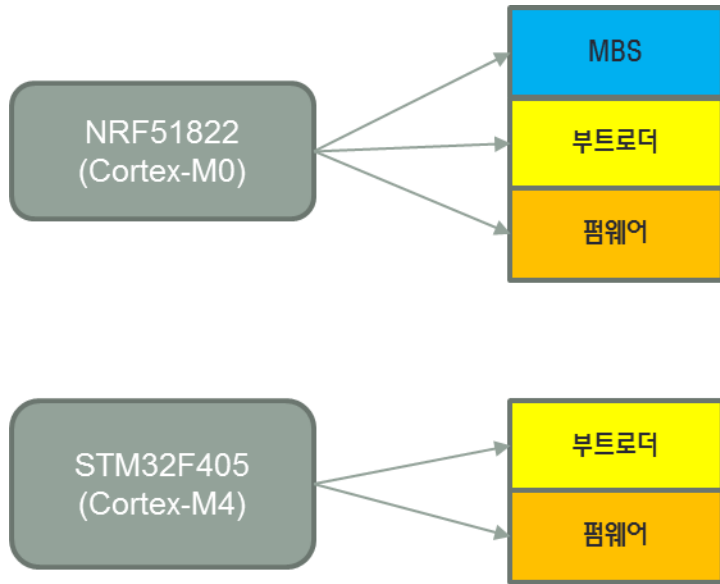 NRF51822
(Cortex-M0)
MBS
부트로더
펌웨어
STM32F405
(Cortex-M4)
부트로더
펌웨어